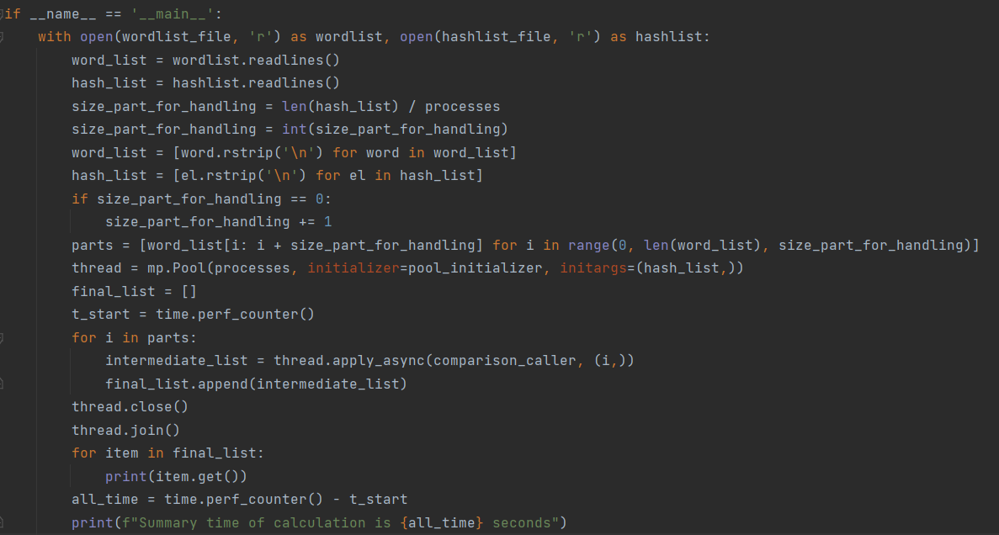 if __name__ == '__main__':
    with open(wordlist_file, 'r') as wordlist, open(hashlist_file, 'r') as hashlist:
        word_list = wordlist.readlines()
        hash_list = hashlist.readlines()
        size_part_for_handling = len(hash_list) / processes
        size_part_for_handling = int(size_part_for_handling)
        word_list = [word.rstrip('\n') for word in word_list]
        hash_list = [el.rstrip('\n') for el in hash_list]
        if size_part_for_handling == 0:
            size_part_for_handling += 1
        parts = [word_list[i: i + size_part_for_handling] for i in range(0, len(word_list), size_part_for_handling)]
        thread = mp.Pool(processes, initializer=pool_initializer, initargs=(hash_list,))
        final_list = []
        t_start = time.perf_counter()
        for i in parts:
            intermediate_list = thread.apply_async(comparison_caller, (i,))
            final_list.append(intermediate_list)
        thread.close()
        thread.join()
        for item in final_list:
            print(item.get())
        all_time = time.perf_counter() - t_start
        print(f"Summary time of calculation is {all_time} seconds")